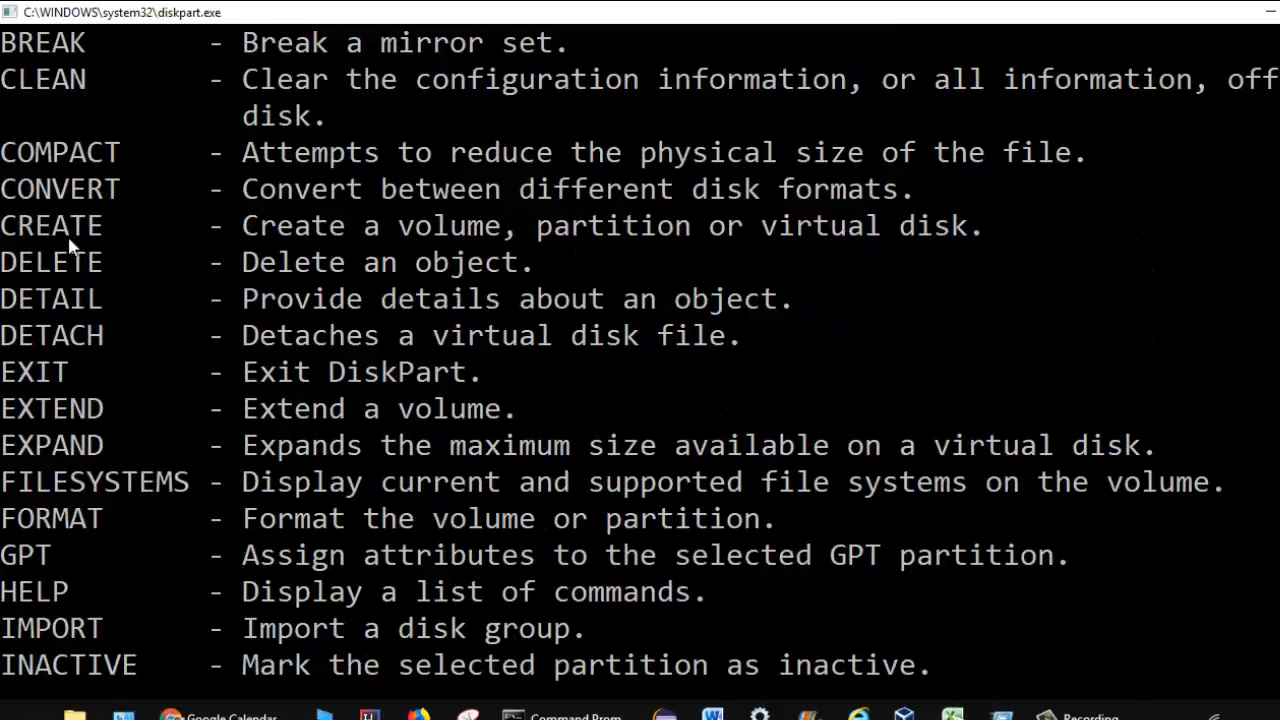 C:\WINDOWS\system32\diskpart.exe
BREAK - Break a mirror set.
CLEAN - Clear the configuration information, or all information, off
disk.
COMPACT - Attempts to reduce the physical size of the file.
CONVERT - Convert between different disk formats.
CREATE - Create a volume, partition or virtual disk.
DELETE - Delete an object.
DETAIL - Provide details about an object.
DETACH - Detaches a virtual disk file.
EXIT - Exit DiskPart.
EXTEND - Extend a volume.
EXPAND - Expands the maximum size available on a virtual disk.
FILESYSTEMS - Display current and supported file systems on the volume.
FORMAT - Format the volume or partition.
GPT - Assign attributes to the selected GPT partition.
HELP - Display a list of commands.
IMPORT - Import a disk group.
INACTIVE - Mark the selected partition as inactive.
Google Calendar Command Prom Recording